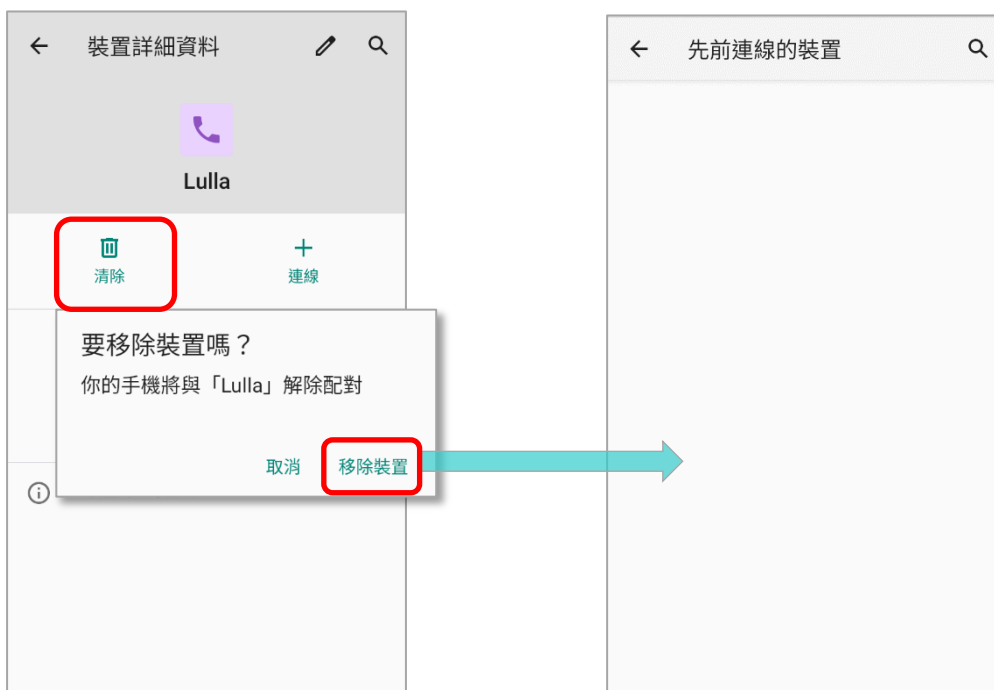 裝置詳細資料
Lulla
清除
連線
要移除裝置嗎？
你的手機將與「Lulla」解除配對
取消
移除裝置
先前連線的裝置